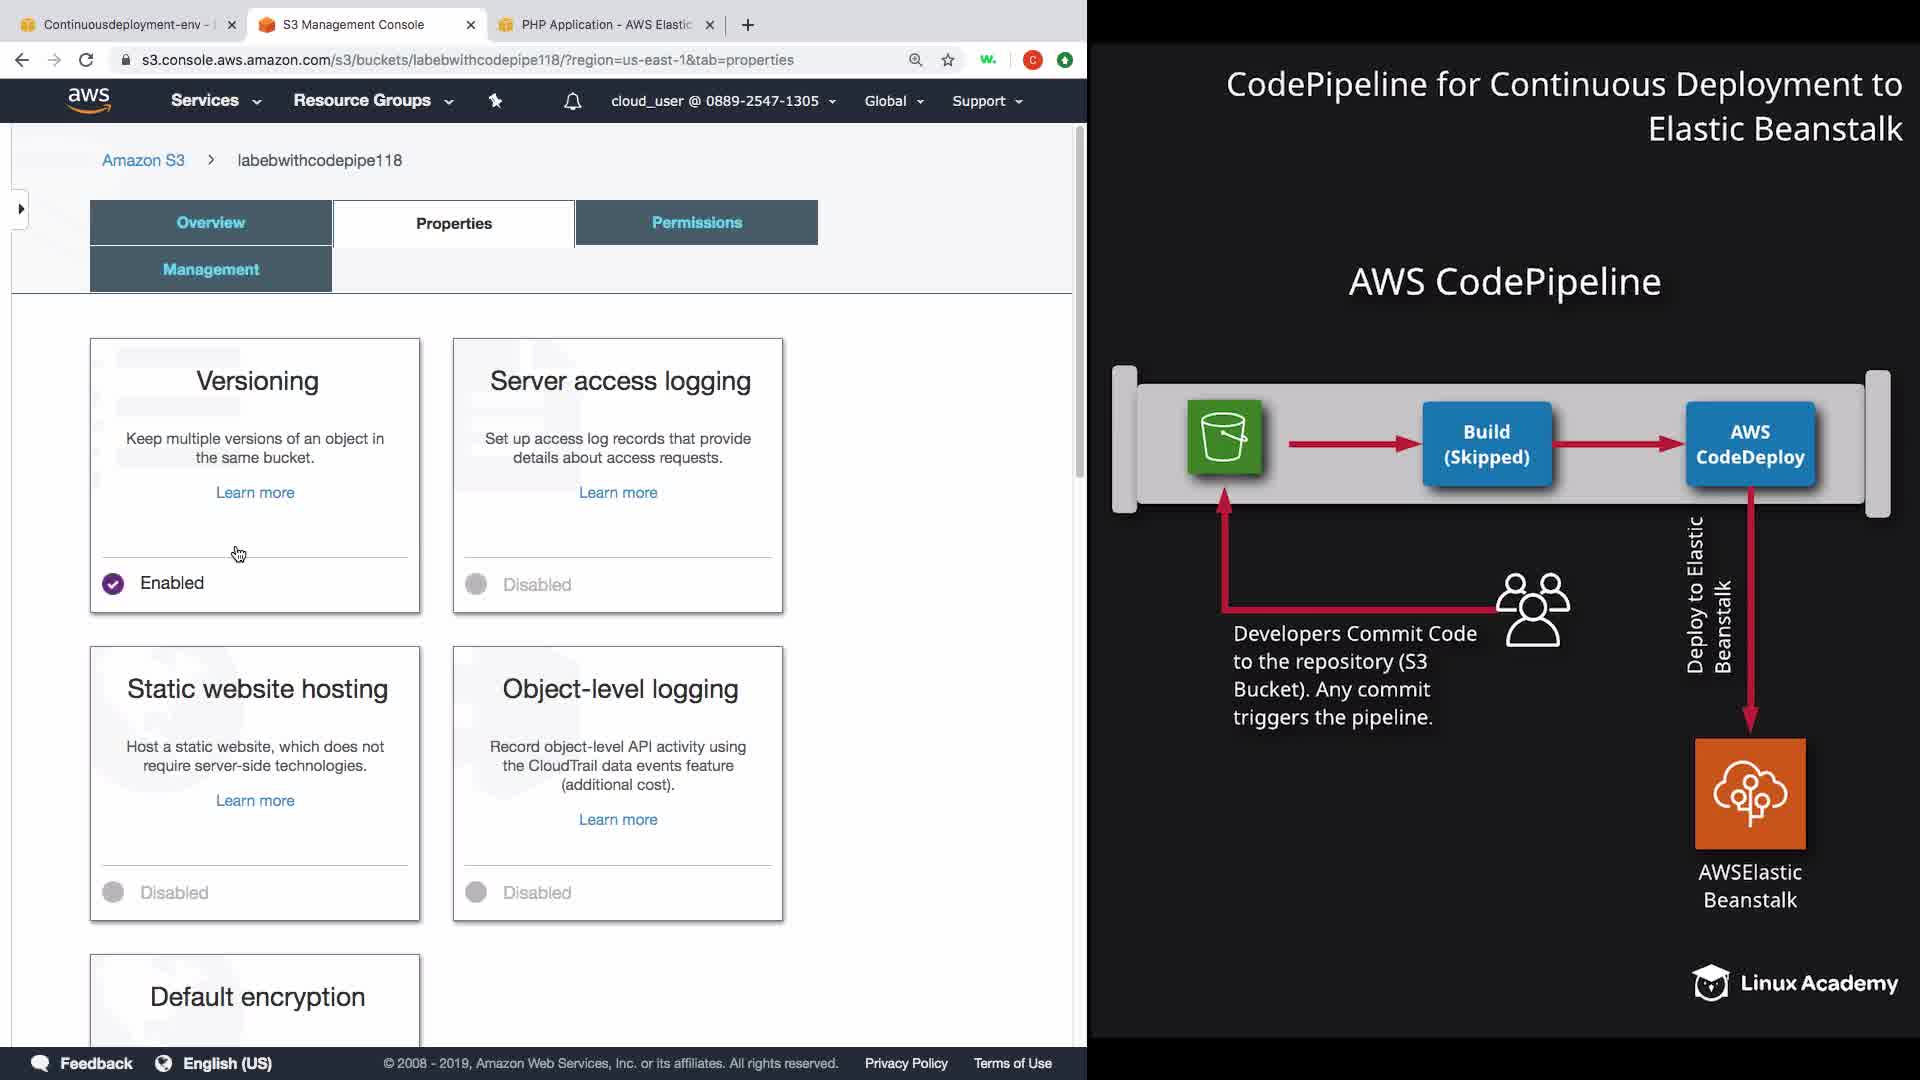 Continuousdeployment-env -
S3 Management Console
PHP Application - AWS Elastic
s3.console.aws.amazon.com/s3/buckets/labebwithcodepipe118/?region=us-east-1&tab=properties
w.
C
aws
Services
Resource Groups
cloud_user @ 0889-2547-1305
Global
Support
Amazon S3 > labebwithcodepipe118
Overview
Properties
Permissions
Management
Versioning
Keep multiple versions of an object in
the same bucket.
Learn more
Enabled
Server access logging
Set up access log records that provide
details about access requests.
Learn more
Disabled
Static website hosting
Host a static website, which does not
require server-side technologies.
Learn more
Disabled
Object-level logging
Record object-level API activity using
the CloudTrail data events feature
(additional cost).
Learn more
Disabled
Default encryption
Feedback
English (US)
© 2008 - 2019, Amazon Web Services, Inc. or its affiliates. All rights reserved.
Privacy Policy
Terms of Use
CodePipeline for Continuous Deployment to
Elastic Beanstalk
AWS CodePipeline
Build
(Skipped)
AWS
CodeDeploy
Developers Commit Code
to the repository (S3
Bucket). Any commit
triggers the pipeline.
Deploy to Elastic
Beanstalk
AWSElastic
Beanstalk
Linux Academy